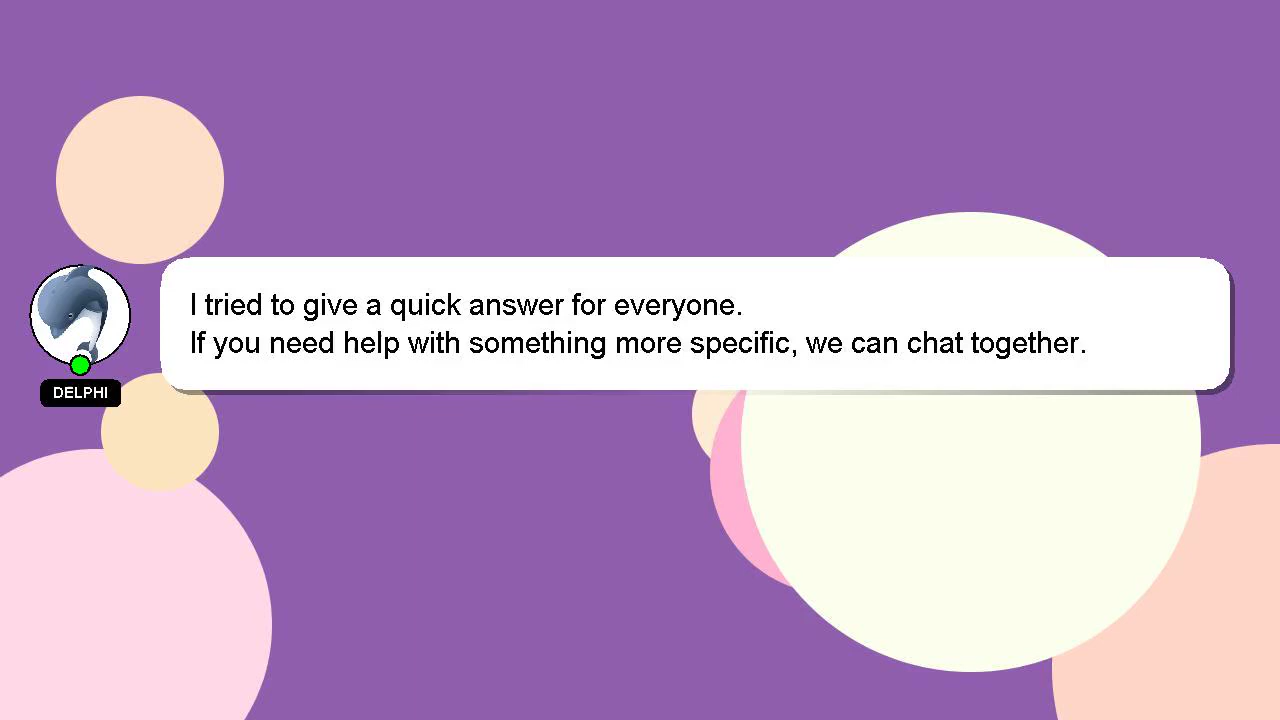 I tried to give a quick answer for everyone.
If you need help with something more specific, we can chat together.
DELPHI